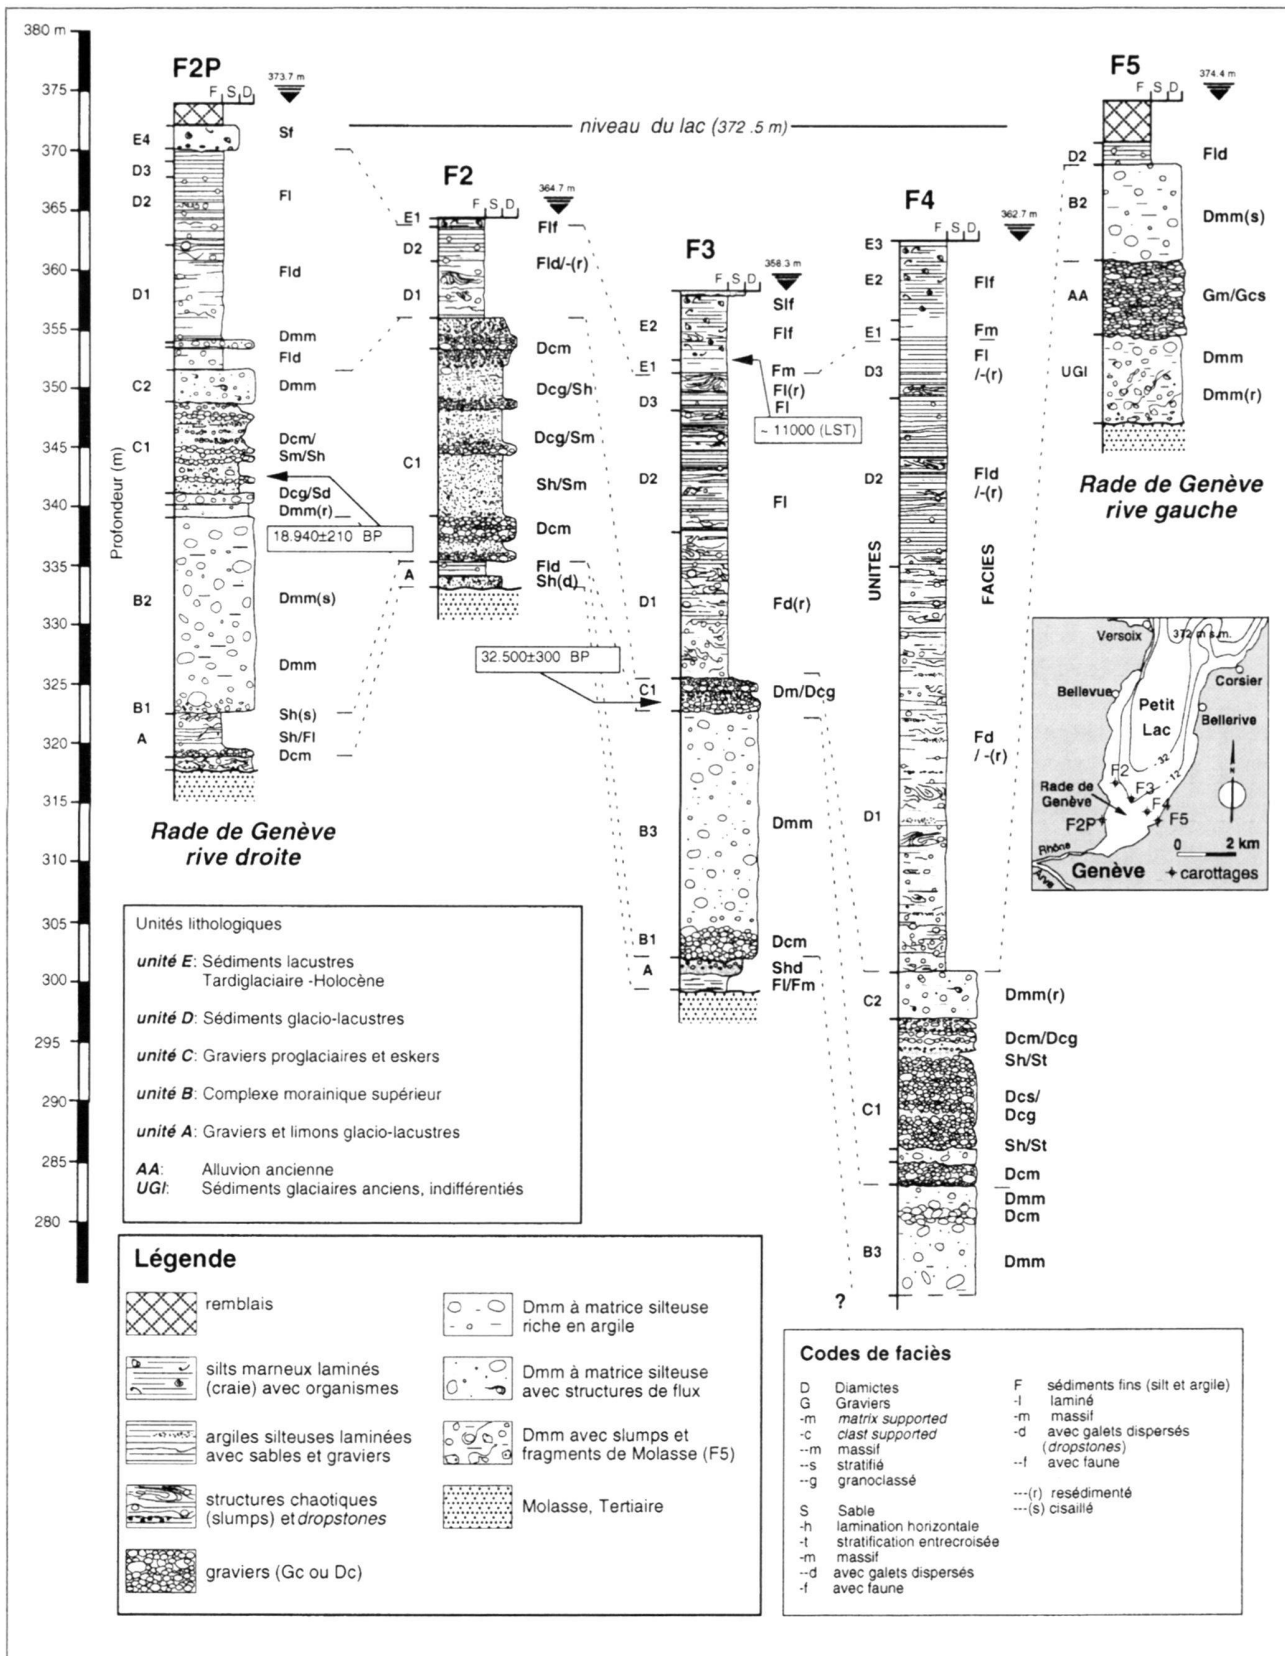 380 m
375
370
365
360
355
350
345
340
335
330
325
320
315
310
305
300
295
290
285
280
Profondeur (m)
niveau du lac (372.5 m)
F2P
373.7 m
F S D
E4
D3
D2
D1
C2
C1
B2
B1
A
Sf
Fl
Fld
Dmm
Fld
Dmm
Dcm/
Sm/Sh
Dcg/Sd
Dmm(r)
18.940±210 BP
Dmm(s)
Dmm
Sh(s)
Sh/Fl
Dcm
Rade de Genève
rive droite
F2
364.7 m
F S D
E1
D2
D1
C1
A
Flf
Fld/-(r)
Dcm
Dcg/Sh
Dcg/Sm
Sh/Sm
Dcm
Fld
Sh(d)
F3
358.3 m
F S D
E2
E1
D3
D2
D1
C1
B3
B1
A
Slf
Flf
Fm
Fl(r)
Fl
~ 11000 (LST)
Fl
Fd(r)
32.500±300 BP
Dm/Dcg
Dmm
Dcm
Shd
Fl/Fm
F4
362.7 m
F S D
E3
E2
E1
D3
D2
UNITES
FACIES
D1
C2
C1
B3
?
Flf
Fm
Fl
/-(r)
Fld
/-(r)
Fd
/ -(r)
Dmm(r)
Dcm/Dcg
Sh/St
Dcs/
Dcg
Sh/St
Dcm
Dmm
Dcm
Dmm
F5
374.4 m
F S D
D2
B2
AA
UGI
Fld
Dmm(s)
Gm/Gcs
Dmm
Dmm(r)
Rade de Genève
rive gauche
Versoix
372 m s.m.
Corsier
Bellevue
Petit
Lac
Bellerive
-32
-12
N
F2
F3
Rade de
Genève
F4
F2P
F5
Rhône
0 2 km
Arve
Genève
carottages
Unités lithologiques
unité E: Sédiments lacustres
Tardiglaciaire -Holocène
unité D: Sédiments glacio-lacustres
unité C: Graviers proglaciaires et eskers
unité B: Complexe morainique supérieur
unité A: Graviers et limons glacio-lacustres
AA: Alluvion ancienne
UGI: Sédiments glaciaires anciens, indifférentiés
Légende
remblais
silts marneux laminés
(craie) avec organismes
argiles silteuses laminées
avec sables et graviers
structures chaotiques
(slumps) et dropstones
graviers (Gc ou Dc)
Dmm à matrice silteuse
riche en argile
Dmm à matrice silteuse
avec structures de flux
Dmm avec slumps et
fragments de Molasse (F5)
Molasse, Tertiaire
Codes de faciès
D Diamictes
G Graviers
-m matrix supported
-c clast supported
--m massif
--s stratifié
--g granoclassé
S Sable
-h lamination horizontale
-t stratification entrecroisée
-m massif
--d avec galets dispersés
-f avec faune
F sédiments fins (silt et argile)
-l laminé
-m massif
-d avec galets dispersés
(dropstones)
--f avec faune
---(r) resédimenté
---(s) cisaillé